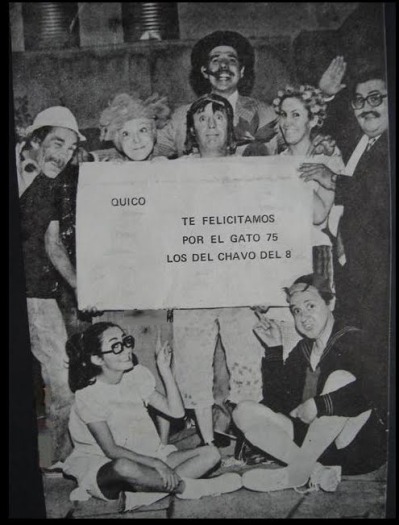 QUICO
TE FELICITAMOS
POR EL GATO 75
LOS DEL CHAVO DEL 8